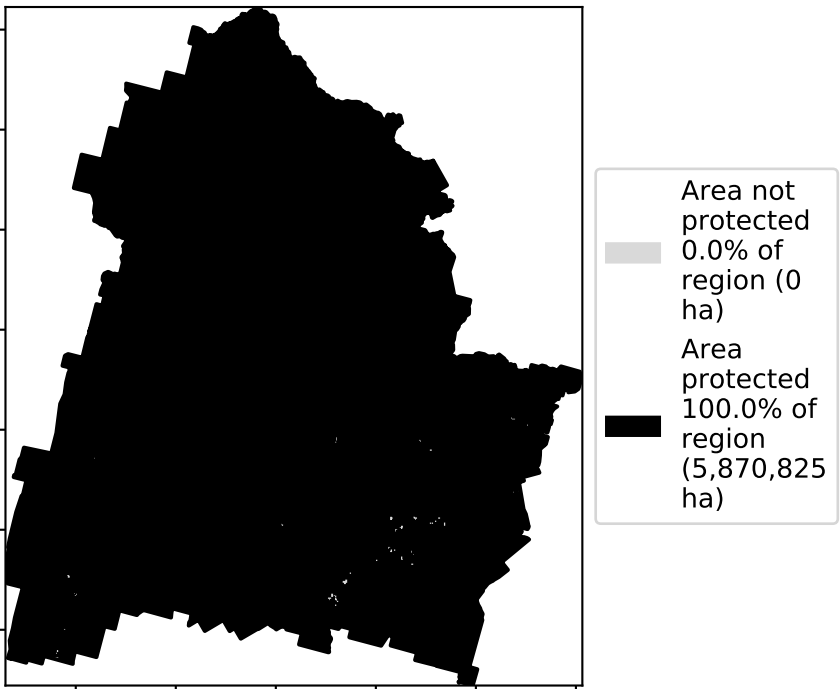 Area not
protected
0.0% of
region (0
ha)
Area
protected
100.0% of
region
(5,870,825
ha)